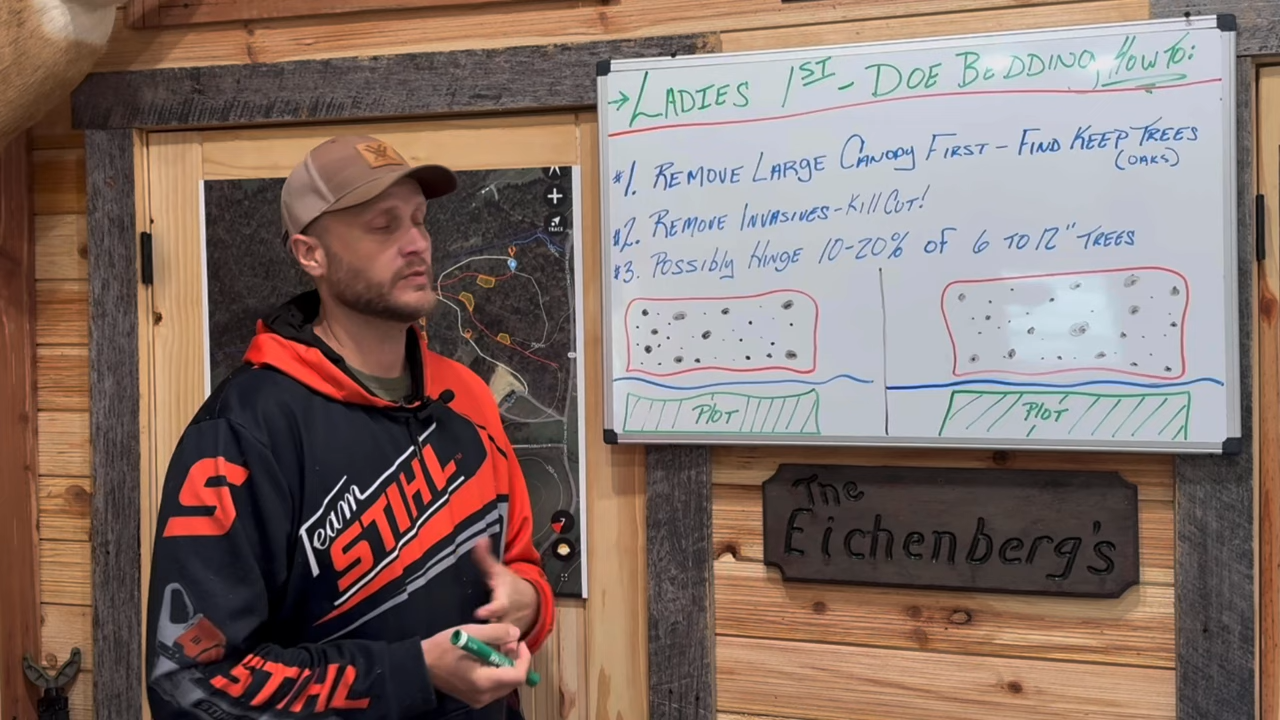 →LADIES 1ST - DOE BEDDING, HOW TO:
#1. REMOVE LARGE CANOPY FIRST - FIND KEEP TREES
(OAKS)
#2. REMOVE INVASIVES - KILL CUT!
#3. POSSIBLY HINGE 10-20% OF 6 TO 12" TREES
PLOT
PLOT
The
Eichenberg's
TRACE
S
Team
STIHL
STIHL